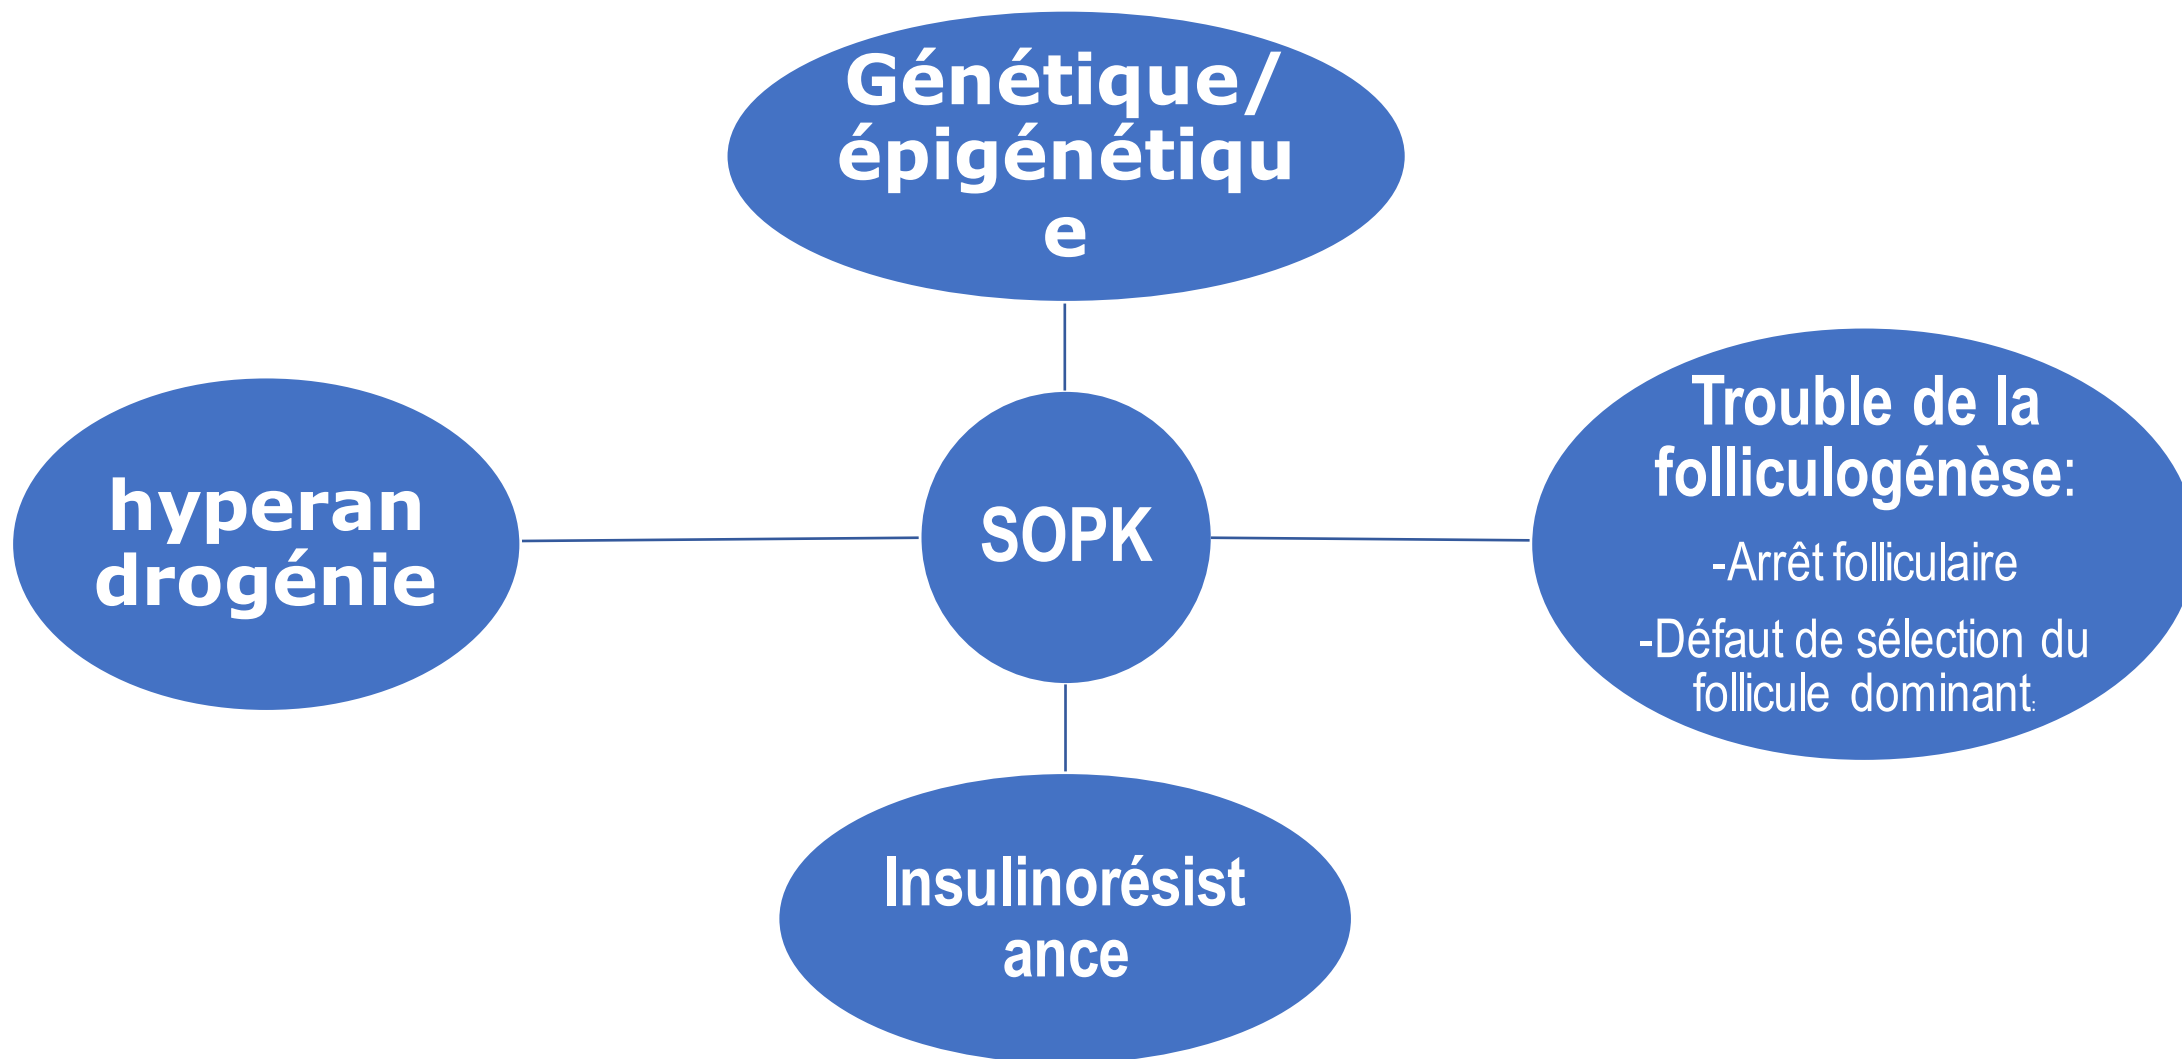 Génétique/
épigénétiqu
e
hyperan
drogénie
SOPK
Trouble de la
folliculogénèse:
-Arrêt folliculaire
-Défaut de sélection du
follicule dominant:
Insulinorésist
ance